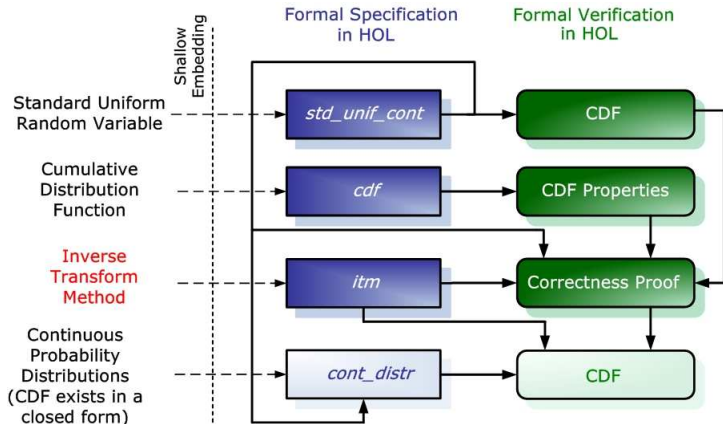 Formal Specification
in HOL
Formal Verification
in HOL
Shallow
Embedding
Standard Uniform
Random Variable
std_unif_cont
CDF
Cumulative
Distribution
Function
cdf
CDF Properties
Inverse
Transform
Method
itm
Correctness Proof
Continuous
Probability
Distributions
(CDF exists in a
closed form)
cont_distr
CDF